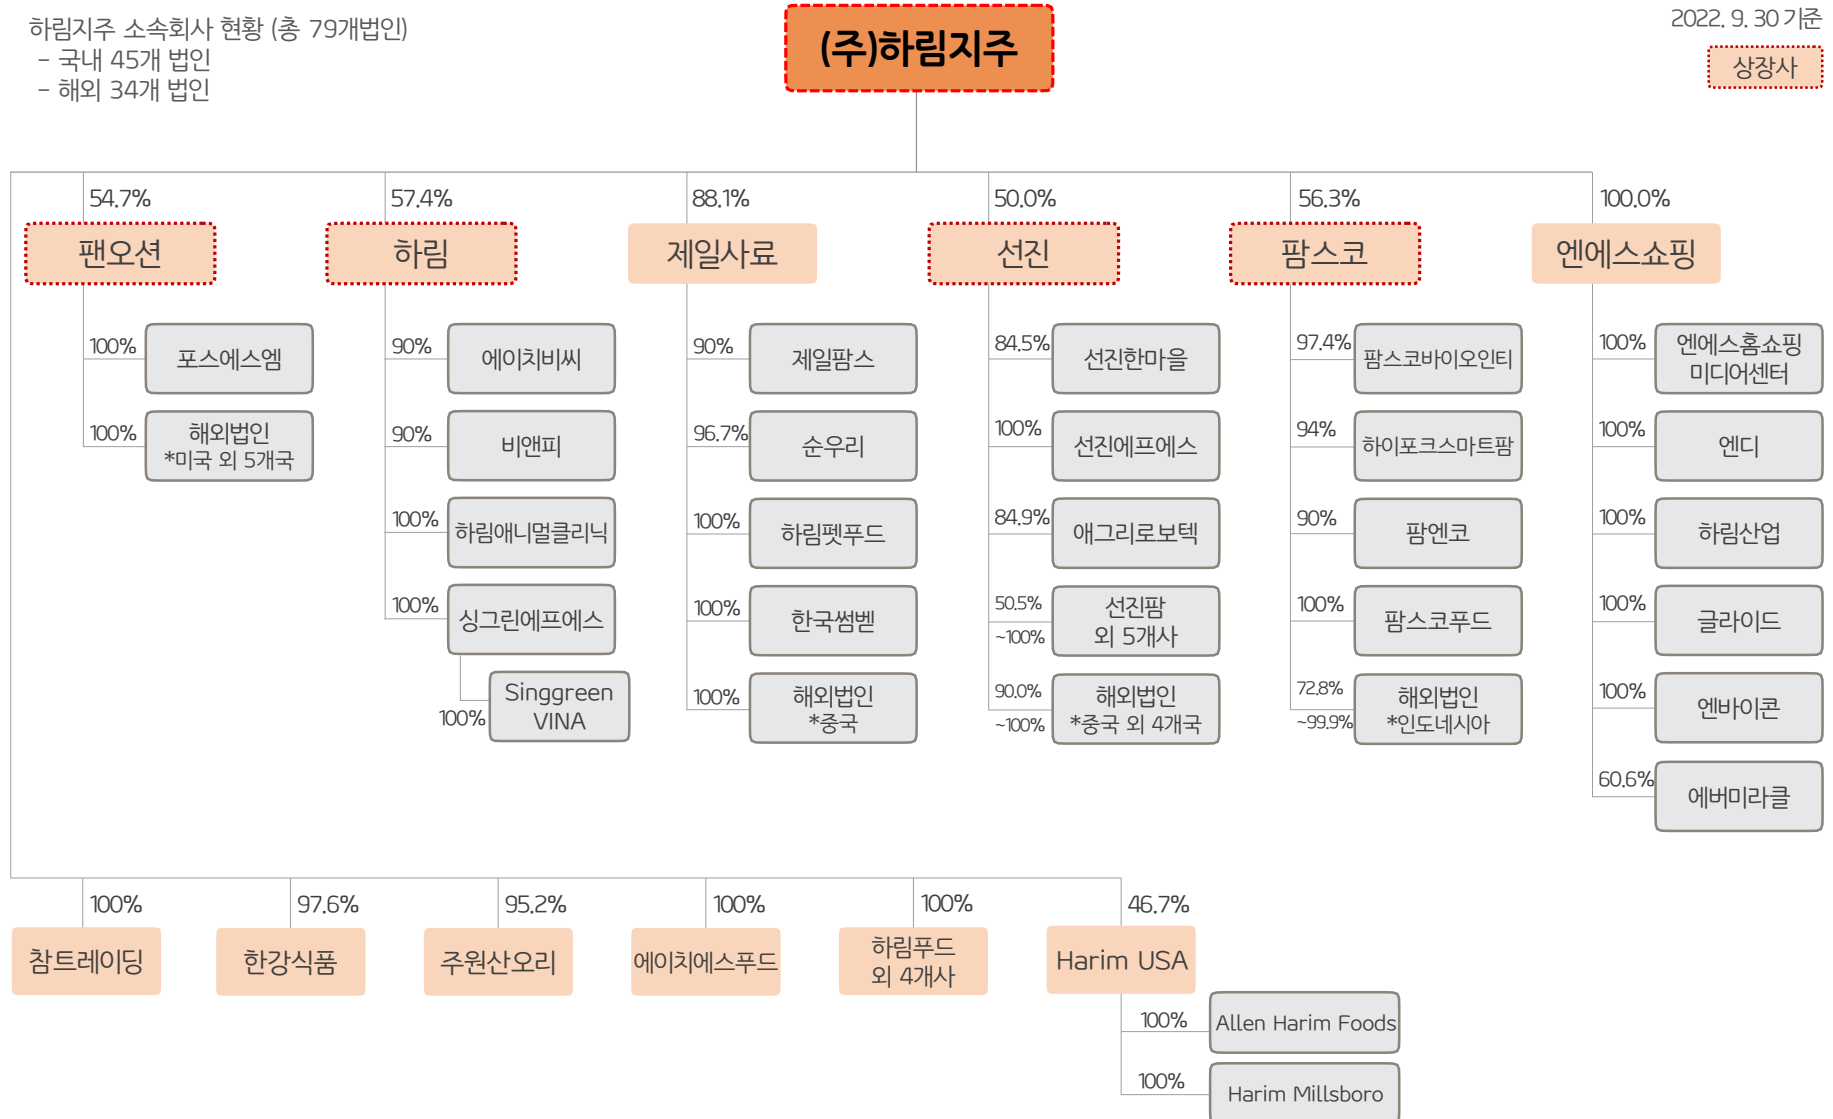 하림지주 소속회사 현황 (총 79개법인)
- 국내 45개 법인
- 해외 34개 법인
(주)하림지주
2022. 9. 30 기준
상장사
54.7%
팬오션
100%
포스에스엠
100%
해외법인
*미국 외 5개국
57.4%
하림
90%
에이치비씨
90%
비앤피
100%
하림애니멀클리닉
100%
싱그린에프에스
100%
Singgreen
VINA
88.1%
제일사료
90%
제일팜스
96.7%
순우리
100%
하림펫푸드
100%
한국썸벧
100%
해외법인
*중국
50.0%
선진
84.5%
선진한마을
100%
선진에프에스
84.9%
애그리로보텍
50.5%
~100%
선진팜
외 5개사
90.0%
~100%
해외법인
*중국 외 4개국
56.3%
팜스코
97.4%
팜스코바이오인티
94%
하이포크스마트팜
90%
팜엔코
100%
팜스코푸드
72.8%
~99.9%
해외법인
*인도네시아
100.0%
엔에스쇼핑
100%
엔에스홈쇼핑
미디어센터
100%
엔디
100%
하림산업
100%
글라이드
100%
엔바이콘
60.6%
에버미라클
100%
참트레이딩
97.6%
한강식품
95.2%
주원산오리
100%
에이치에스푸드
100%
하림푸드
외 4개사
46.7%
Harim USA
100%
Allen Harim Foods
100%
Harim Millsboro